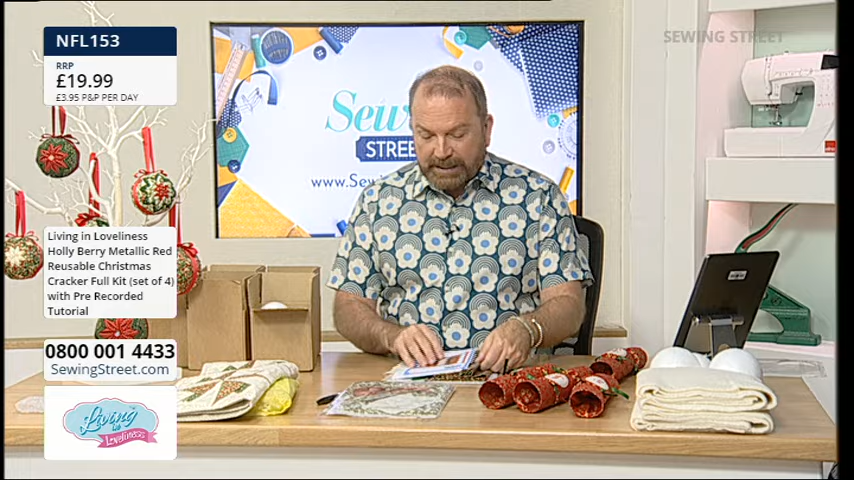 NFL153
RRP
£19.99
£3.95 P&P PER DAY
SEWING STREET
Sew
STREE
www.Sewi
Living in Loveliness
Holly Berry Metallic Red
Reusable Christmas
Cracker Full Kit (set of 4)
with Pre Recorded
Tutorial
0800 001 4433
SewingStreet.com
Living
in
Loveliness